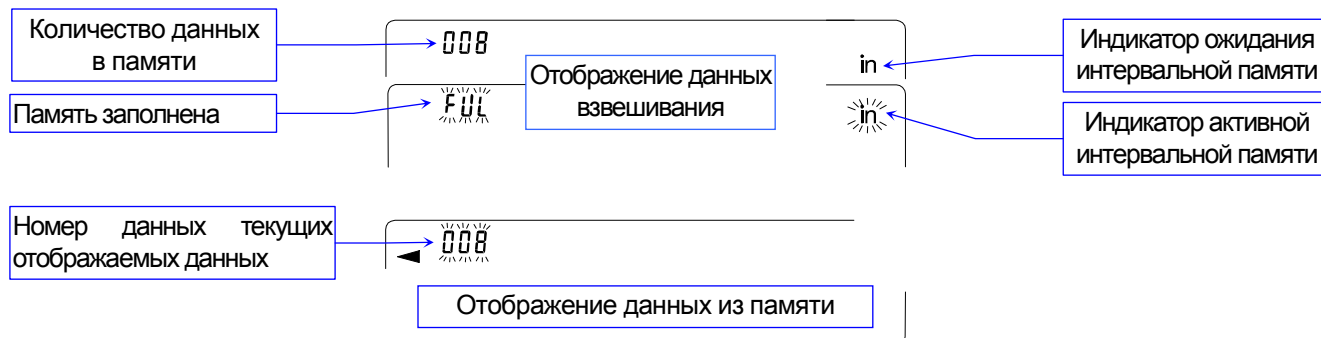 Количество данных
в памяти
008
Отображение данных
взвешивания
in
Индикатор ожидания
интервальной памяти
Память заполнена
FUL
in
Индикатор активной
интервальной памяти
Номер данных текущих
отображаемых данных
008
Отображение данных из памяти